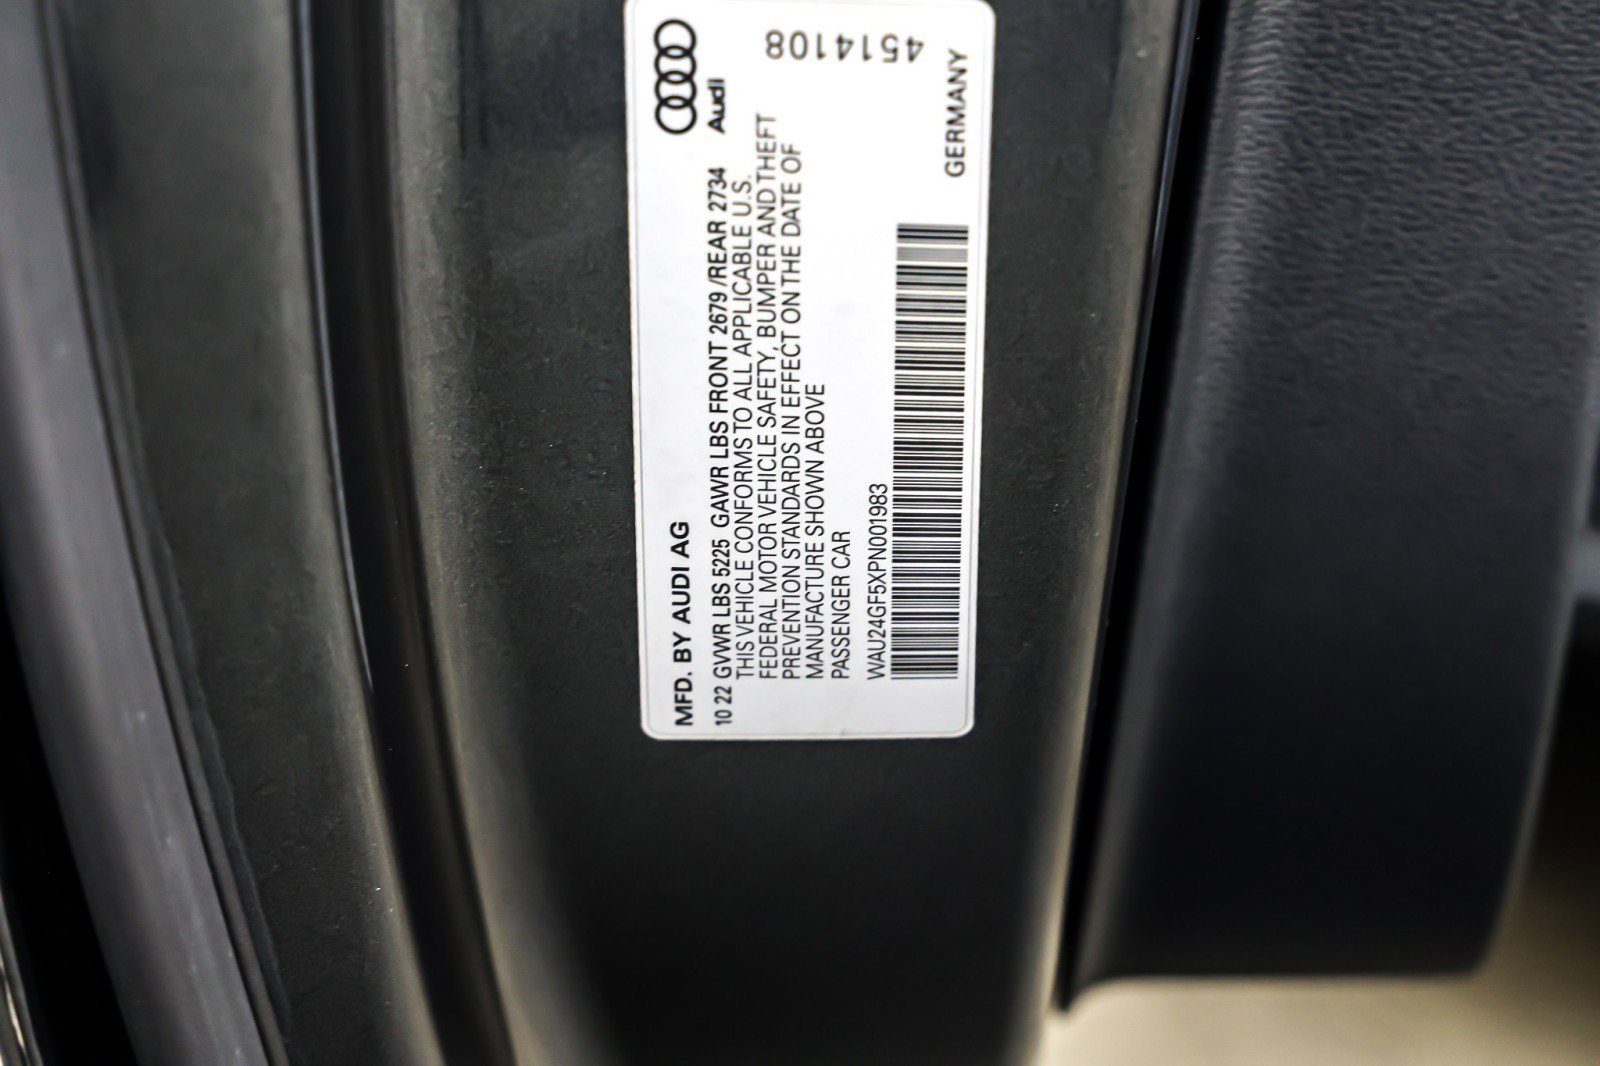 Audi
MFD. BY AUDI AG
10 22 GVWR LBS 5225 GAWR LBS FRONT 2679 /REAR 2734
THIS VEHICLE CONFORMS TO ALL APPLICABLE U.S.
FEDERAL MOTOR VEHICLE SAFETY, BUMPER AND THEFT
PREVENTION STANDARDS IN EFFECT ON THE DATE OF
MANUFACTURE SHOWN ABOVE
PASSENGER CAR
WAU24GF5XPN001983
GERMANY
4514108